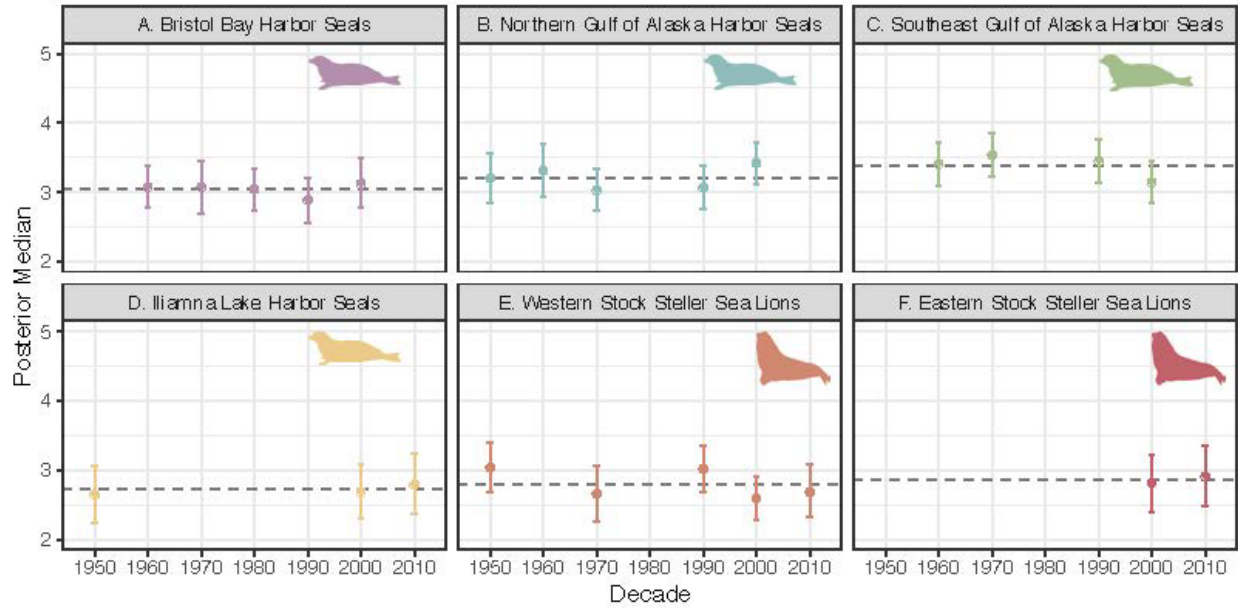 A. Bristol Bay Harbor Seals
B. Northern Gulf of Alaska Harbor Seals
C. Southeast Gulf of Alaska Harbor Seals
5
4
3
2
Posterior Median
D. Iliamna Lake Harbor Seals
E. Western Stock Steller Sea Lions
F. Eastern Stock Steller Sea Lions
5
4
3
2
1950 1960 1970 1980 1990 2000 2010
1950 1960 1970 1980 1990 2000 2010
1950 1960 1970 1980 1990 2000 2010
Decade